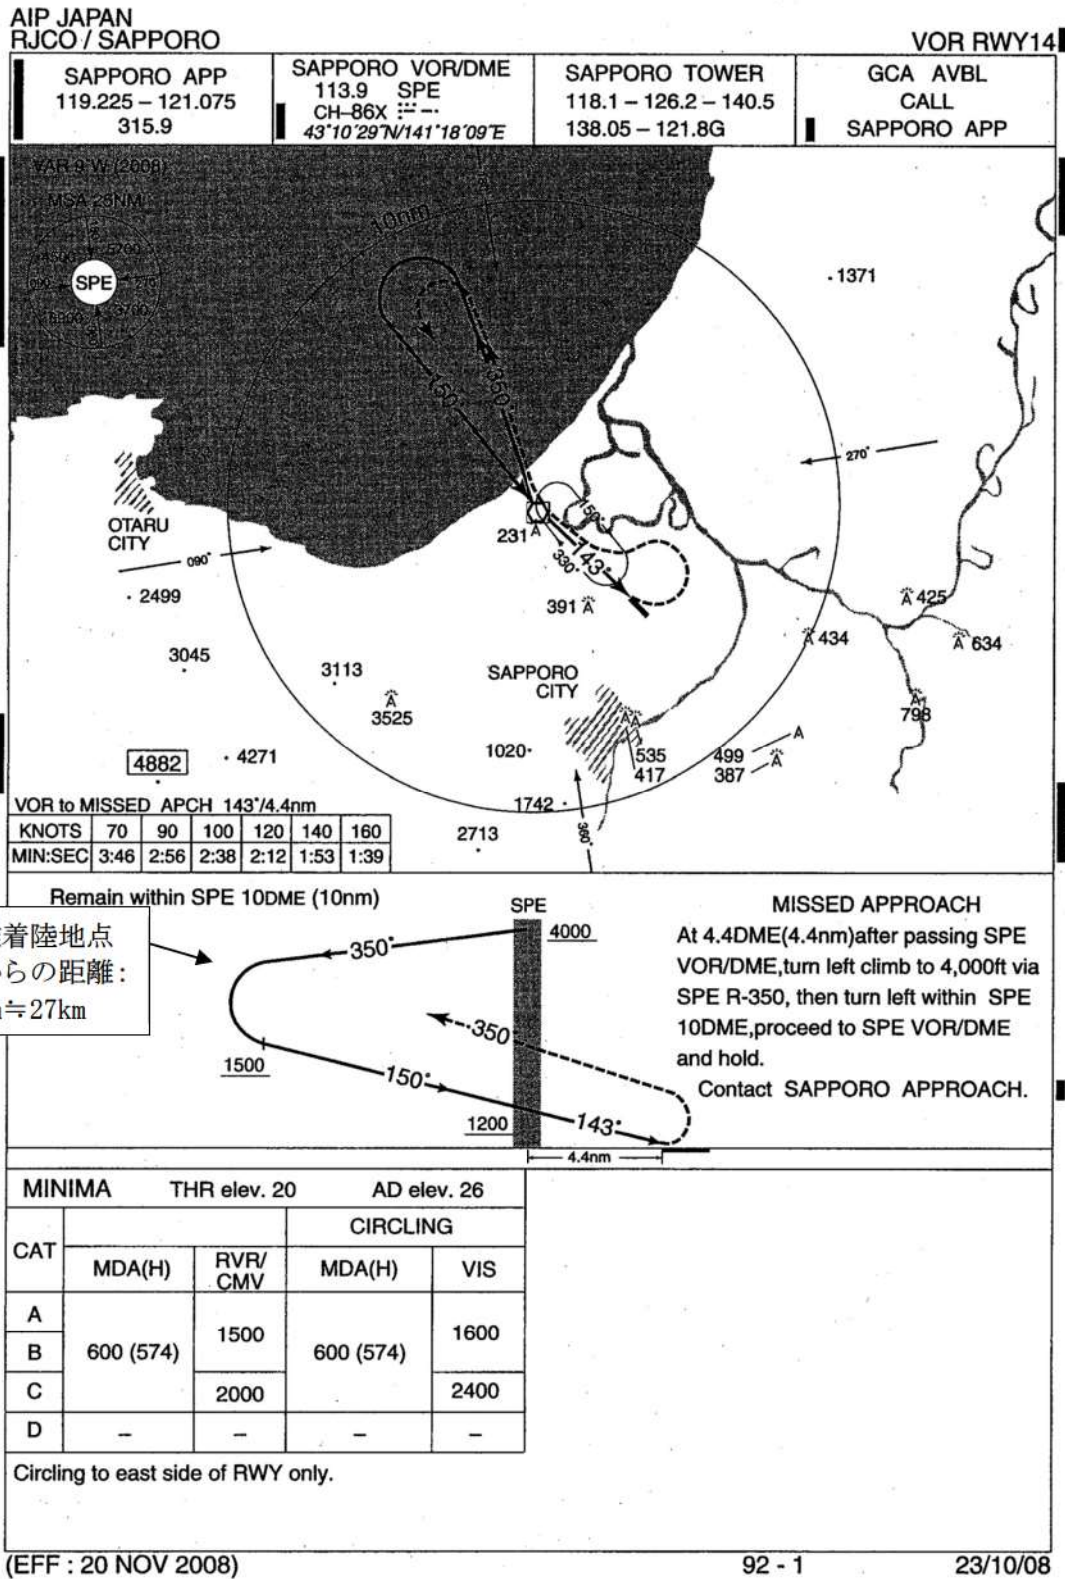 AIP JAPAN
RJCO / SAPPORO
VOR RWY14
SAPPORO APP
119.225 – 121.075
315.9
SAPPORO VOR/DME
113.9 SPE
CH–86X
43°10′29″N/141°18′09″E
SAPPORO TOWER
118.1 – 126.2 – 140.5
138.05 – 121.8G
GCA AVBL
CALL
SAPPORO APP
VAR 9°W (2008)
MSA 25NM
SPE
10nm
1371
350°
150°
270°
OTARU
CITY
090°
231
150°
330°
143°
391
2499
425
434
634
3045
3113
3525
SAPPORO
CITY
798
4882
4271
1020
535
417
499
387
1742
360°
2713
VOR to MISSED APCH 143°/4.4nm
KNOTS 70 90 100 120 140 160
MIN:SEC 3:46 2:56 2:38 2:12 1:53 1:39
Remain within SPE 10DME (10nm)
着陸地点
らの距離:
≒27km
SPE
4000
350°
350°
1500
150°
1200
143°
4.4nm
MISSED APPROACH
At 4.4DME(4.4nm)after passing SPE
VOR/DME,turn left climb to 4,000ft via
SPE R-350, then turn left within SPE
10DME,proceed to SPE VOR/DME
and hold.
Contact SAPPORO APPROACH.
MINIMA THR elev. 20 AD elev. 26
CAT
CIRCLING
MDA(H) RVR/CMV MDA(H) VIS
A
B
600 (574) 1500 600 (574) 1600
C 2000 2400
D – – – –
Circling to east side of RWY only.
(EFF : 20 NOV 2008)
92 - 1
23/10/08